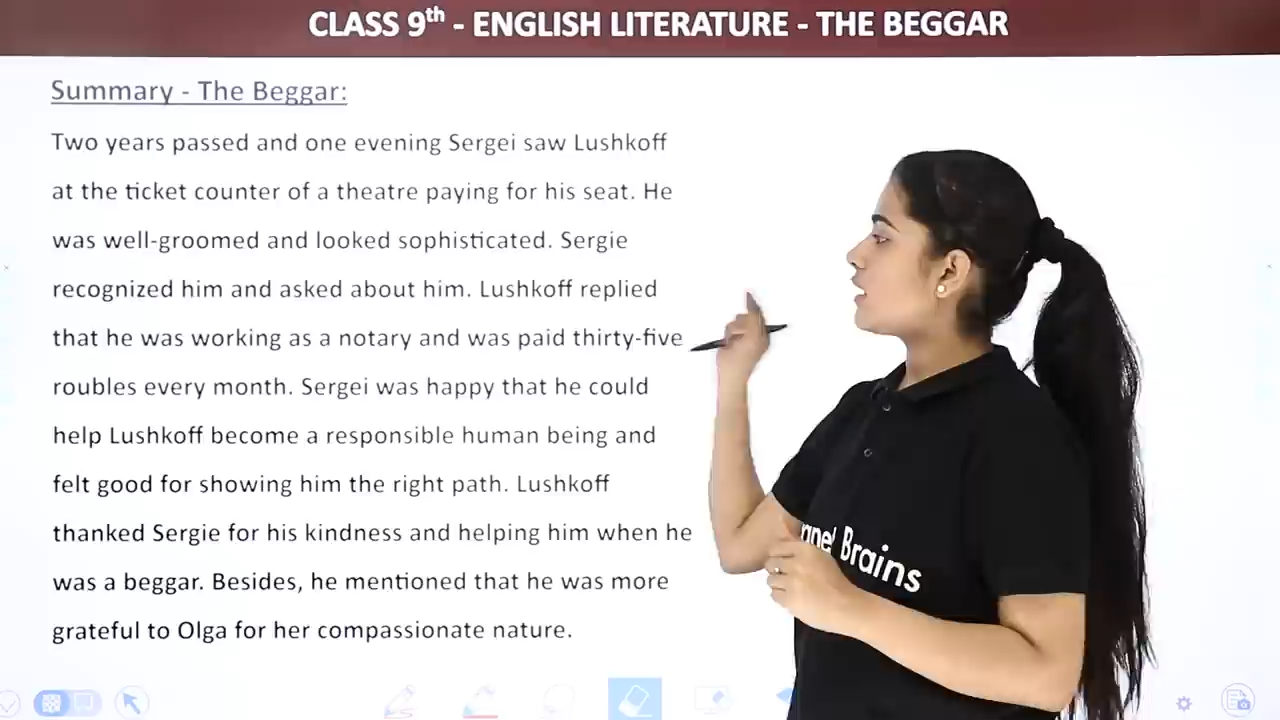 CLASS 9th - ENGLISH LITERATURE - THE BEGGAR
Summary - The Beggar:
Two years passed and one evening Sergei saw Lushkoff
at the ticket counter of a theatre paying for his seat. He
was well-groomed and looked sophisticated. Sergie
recognized him and asked about him. Lushkoff replied
that he was working as a notary and was paid thirty-five
roubles every month. Sergei was happy that he could
help Lushkoff become a responsible human being and
felt good for showing him the right path. Lushkoff
thanked Sergie for his kindness and helping him when he
was a beggar. Besides, he mentioned that he was more
grateful to Olga for her compassionate nature.
Brains